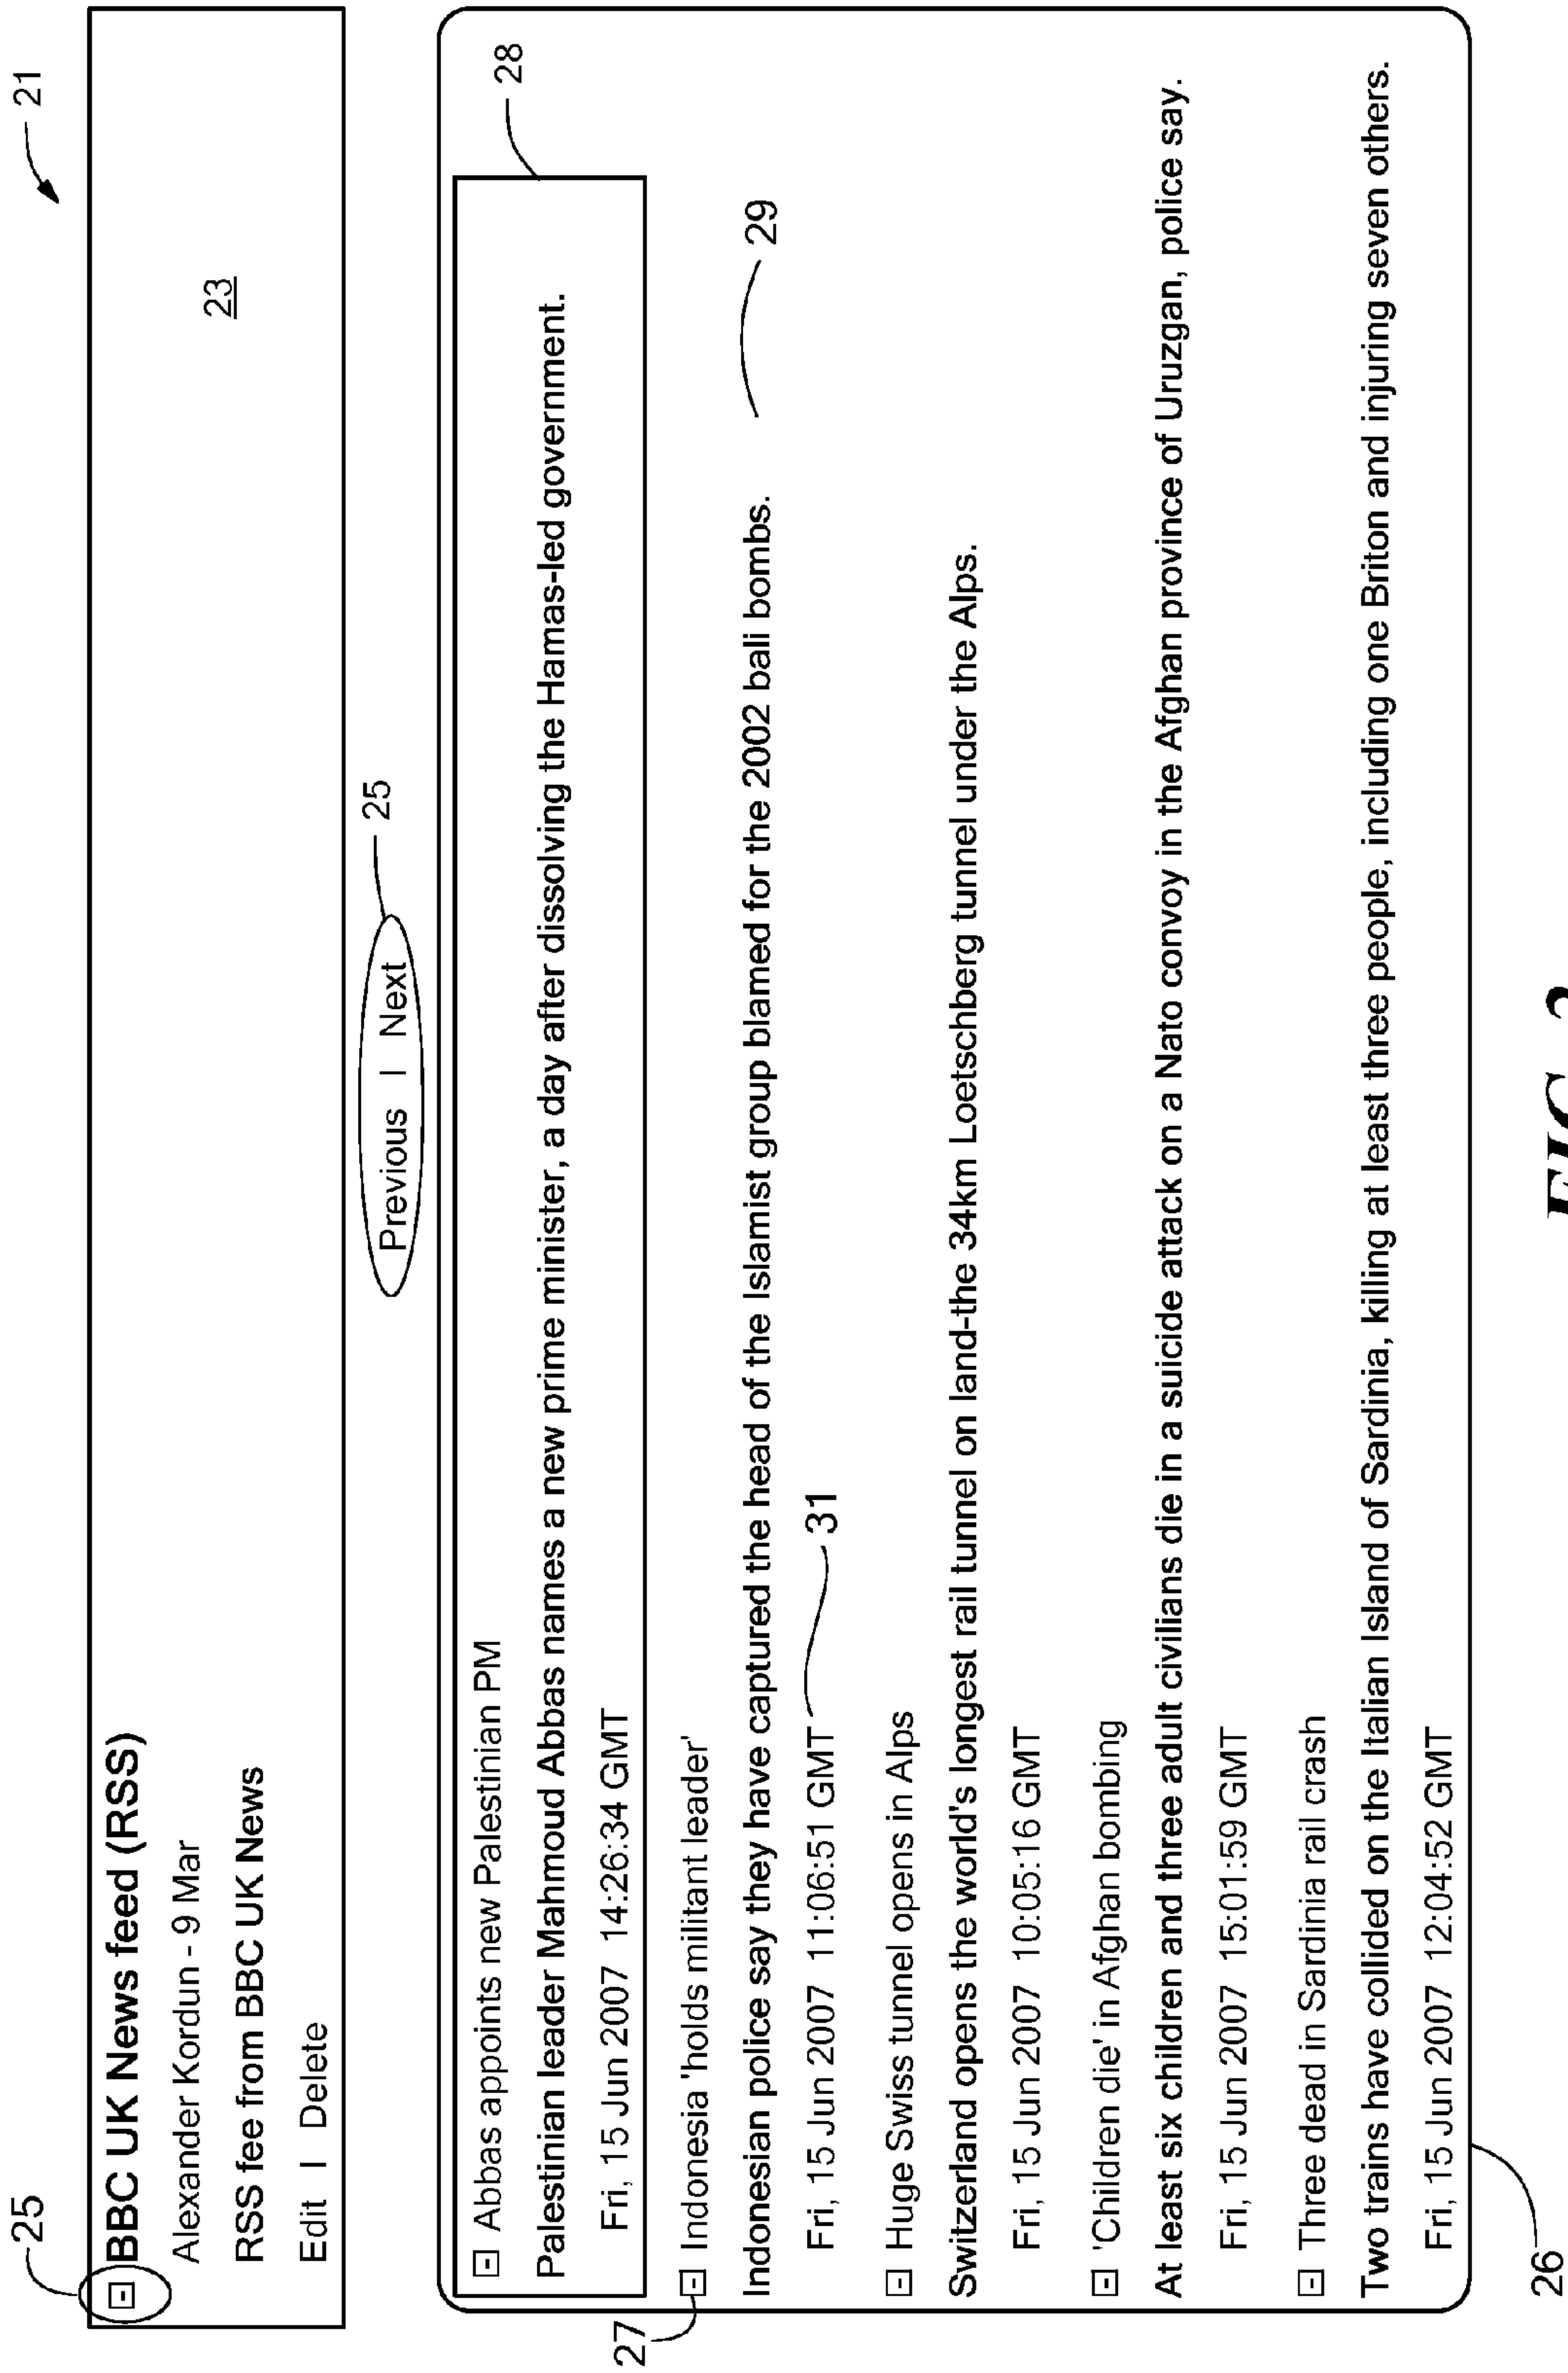 21
25
BBC UK News feed (RSS)
Alexander Kordun - 9 Mar
23
RSS fee from BBC UK News
Edit | Delete
25
Previous | Next
28
Abbas appoints new Palestinian PM
Palestinian leader Mahmoud Abbas names a new prime minister, a day after dissolving the Hamas-led government.
Fri, 15 Jun 2007 14:26:34 GMT
27
Indonesia 'holds militant leader'
29
Indonesian police say they have captured the head of the Islamist group blamed for the 2002 bali bombs.
Fri, 15 Jun 2007 11:06:51 GMT
31
Huge Swiss tunnel opens in Alps
Switzerland opens the world's longest rail tunnel on land-the 34km Loetschberg tunnel under the Alps.
Fri, 15 Jun 2007 10:05:16 GMT
'Children die' in Afghan bombing
At least six children and three adult civilians die in a suicide attack on a Nato convoy in the Afghan province of Uruzgan, police say.
Fri, 15 Jun 2007 15:01:59 GMT
Three dead in Sardinia rail crash
Two trains have collided on the Italian Island of Sardinia, killing at least three people, including one Briton and injuring seven others.
Fri, 15 Jun 2007 12:04:52 GMT
26